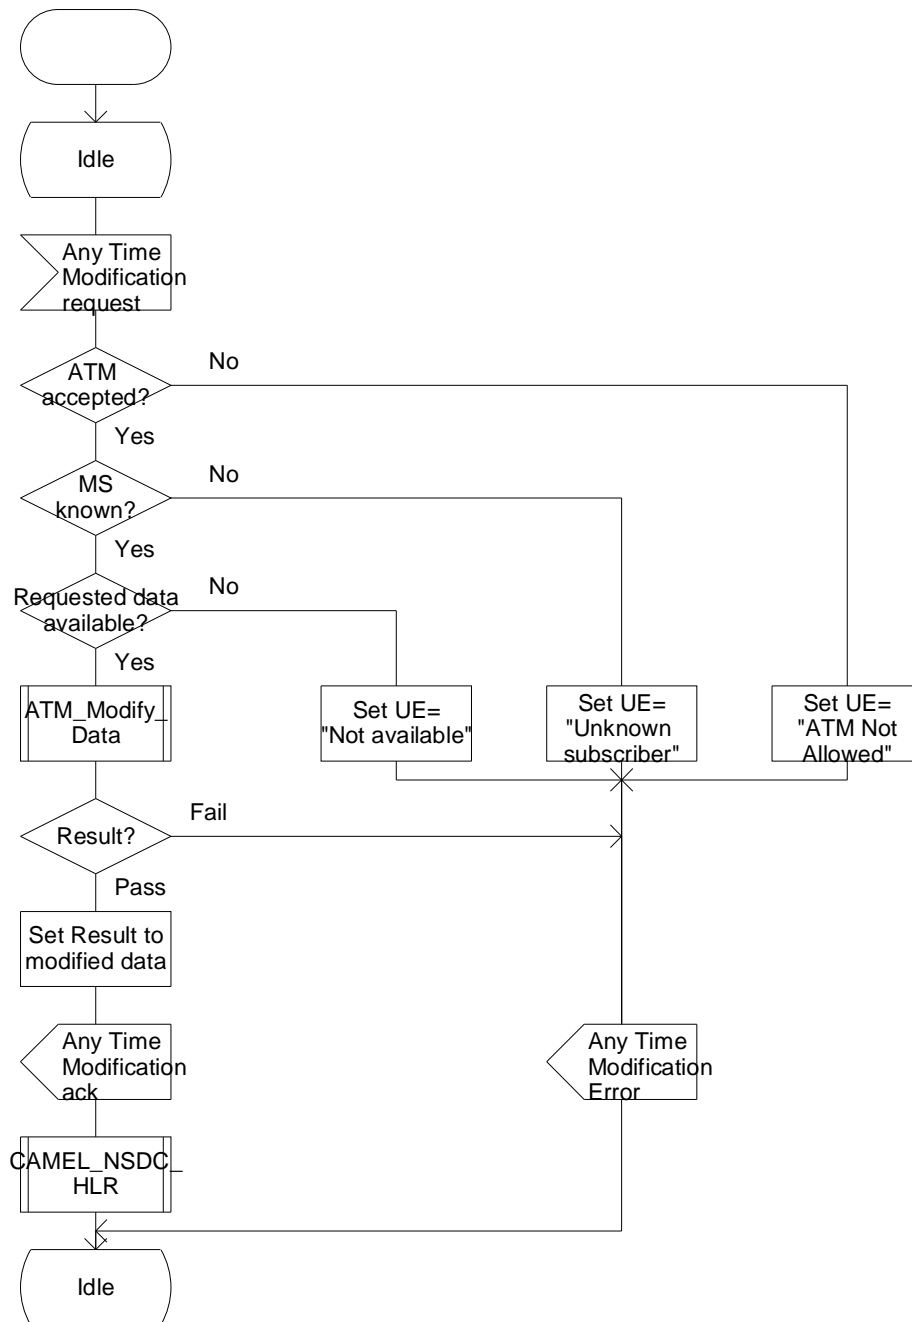 Idle
Any Time
Modification
request
ATM
accepted?
No
Yes
MS
known?
No
Yes
Requested data
available?
No
Yes
ATM_Modify_
Data
Set UE=
"Not available"
Set UE=
"Unknown
subscriber"
Set UE=
"ATM Not
Allowed"
Result?
Fail
Pass
Set Result to
modified data
Any Time
Modification
ack
Any Time
Modification
Error
CAMEL_NSDC_
HLR
Idle